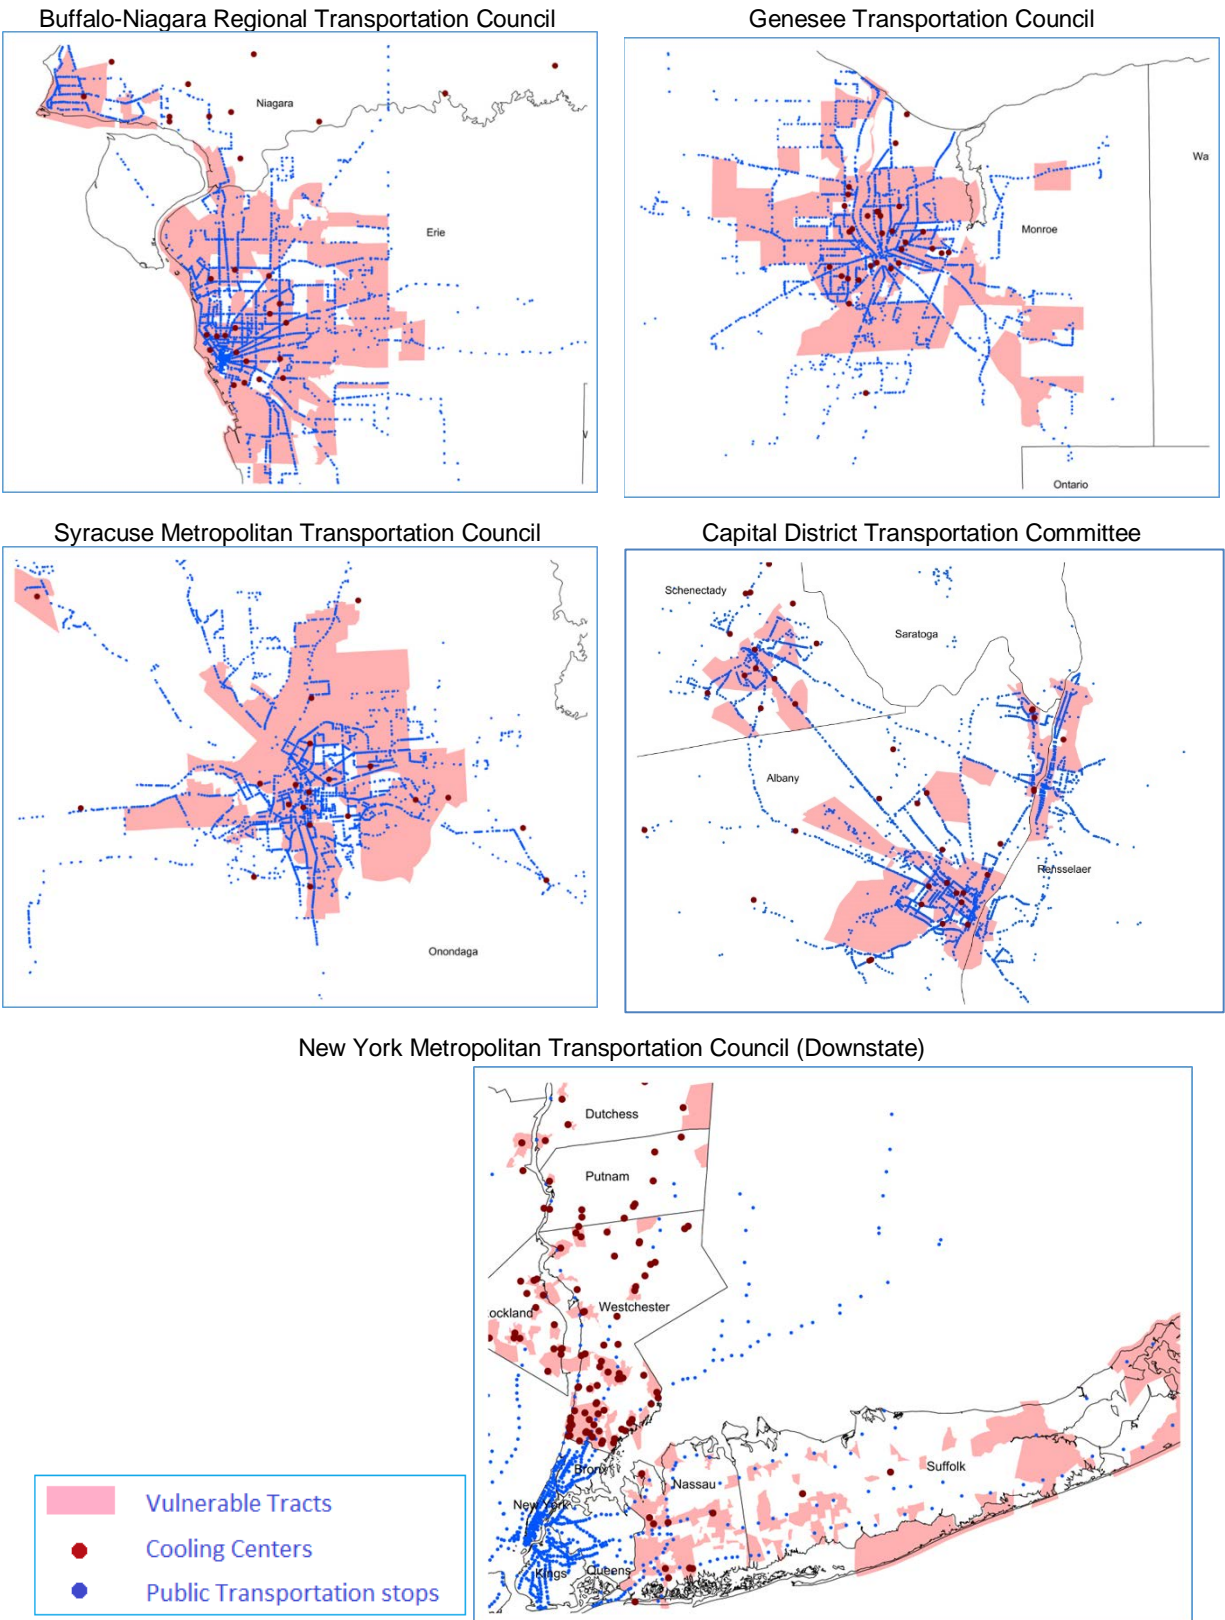 Buffalo-Niagara Regional Transportation Council
Genesee Transportation Council
Niagara
Erie
Wa
Monroe
Ontario
Syracuse Metropolitan Transportation Council
Capital District Transportation Committee
Onondaga
Schenectady
Saratoga
Albany
Rensselaer
New York Metropolitan Transportation Council (Downstate)
Dutchess
Putnam
ockland
Westchester
Bronx
Nassau
Suffolk
New York
Kings
Queens
Vulnerable Tracts
Cooling Centers
Public Transportation stops